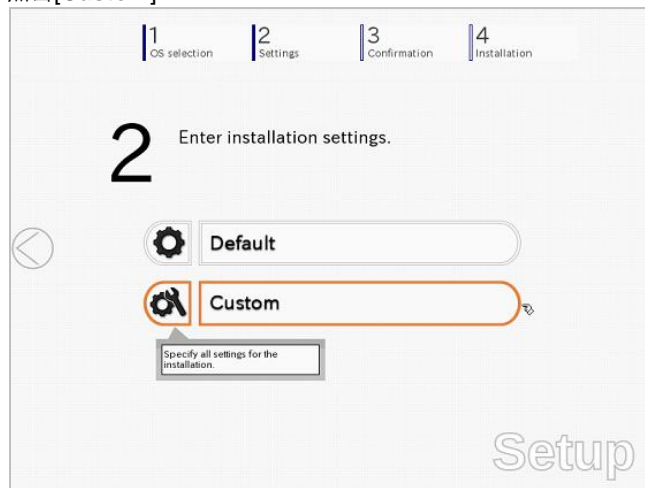 1
OS selection
2
Settings
3
Confirmation
4
Installation
2
Enter installation settings.
Default
Custom
Specify all settings for the
installation.
Setup